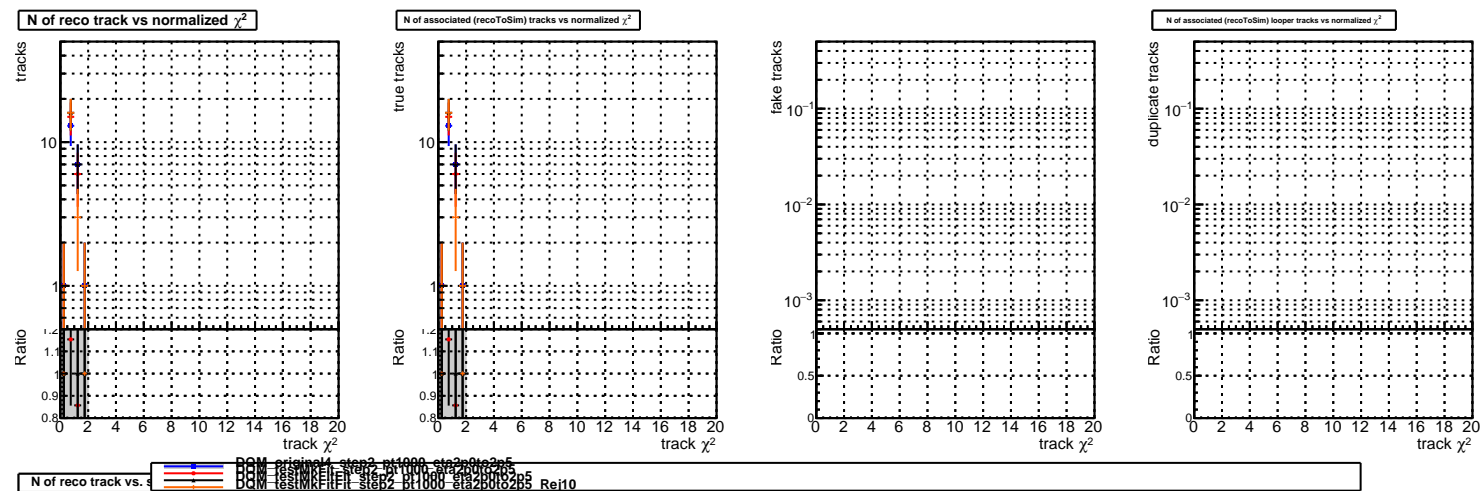 N of reco track vs normalized χ²
N of associated (recoToSim) tracks vs normalized χ²
N of associated (recoToSim) looper tracks vs normalized χ²
tracks
10
1
Ratio
1.2
1.1
1
0.9
0.8
0 2 4 6 8 10 12 14 16 18 20
track χ²
true tracks
10
1
Ratio
1.2
1.1
1
0.9
0.8
0 2 4 6 8 10 12 14 16 18 20
track χ²
fake tracks
10⁻¹
10⁻²
10⁻³
Ratio
1
0.5
0
0 2 4 6 8 10 12 14 16 18 20
track χ²
duplicate tracks
10⁻¹
10⁻²
10⁻³
Ratio
1
0.5
0
0 2 4 6 8 10 12 14 16 18 20
track χ²
N of reco track vs. s
DQM_original4_step2_pt1000_eta2p0to2p5
DQM_testMkFit_step2_pt1000_eta2p0to2p5
DQM_testMkFitFit_step2_pt1000_eta2p0to2p5
DQM_testMkFitFit_step2_pt1000_eta2p0to2p5_Rej10